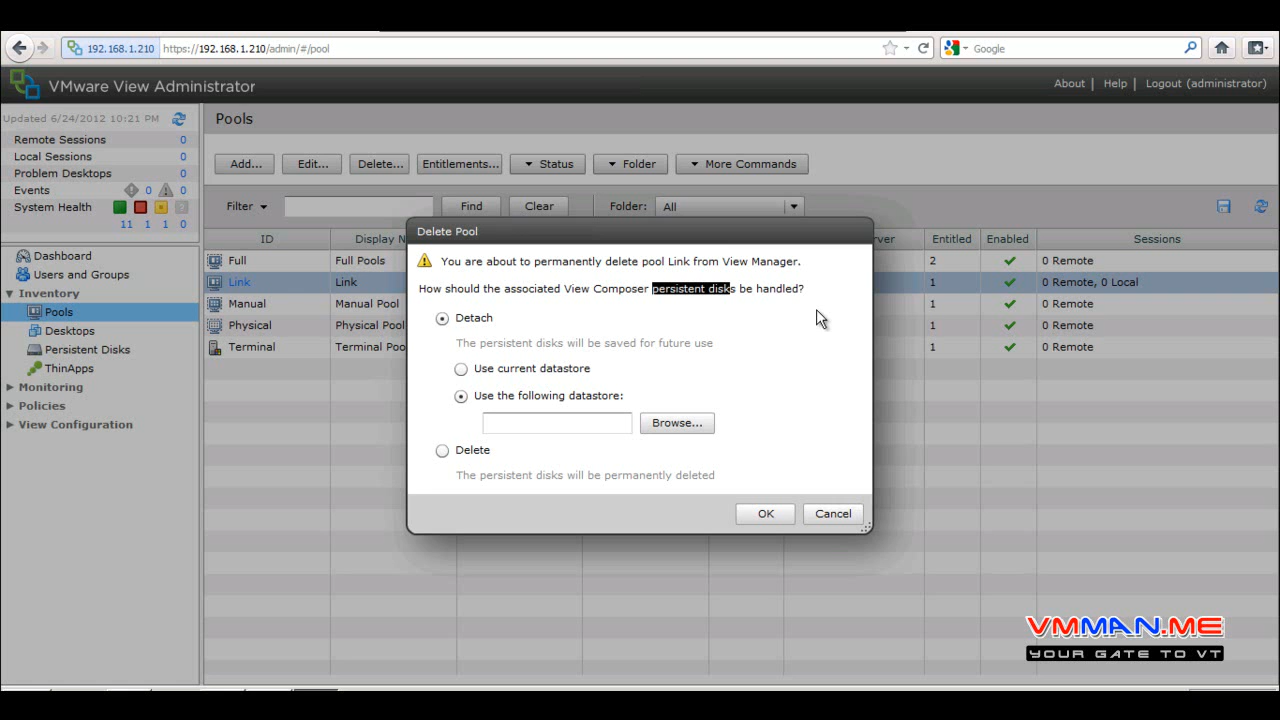 192.168.1.210 https://192.168.1.210/admin/#/pool Google
VMware View Administrator About | Help | Logout (administrator)
Updated 6/24/2012 10:21 PM
Remote Sessions 0
Local Sessions 0
Problem Desktops 0
Events 0 0
System Health
11 1 1 0
Dashboard
Users and Groups
Inventory
Pools
Desktops
Persistent Disks
ThinApps
Monitoring
Policies
View Configuration
Pools
Add... Edit... Delete... Entitlements... Status Folder More Commands
Filter Find Clear Folder: All
ID Display N rver Entitled Enabled Sessions
Full Full Pools 2 0 Remote
Link Link 1 0 Remote, 0 Local
Manual Manual Pool 1 0 Remote
Physical Physical Pool 1 0 Remote
Terminal Terminal Poo 1 0 Remote
Delete Pool
You are about to permanently delete pool Link from View Manager.
How should the associated View Composer persistent disks be handled?
Detach
The persistent disks will be saved for future use
Use current datastore
Use the following datastore:
Browse...
Delete
The persistent disks will be permanently deleted
OK Cancel
VMMAN.ME
YOUR GATE TO VT